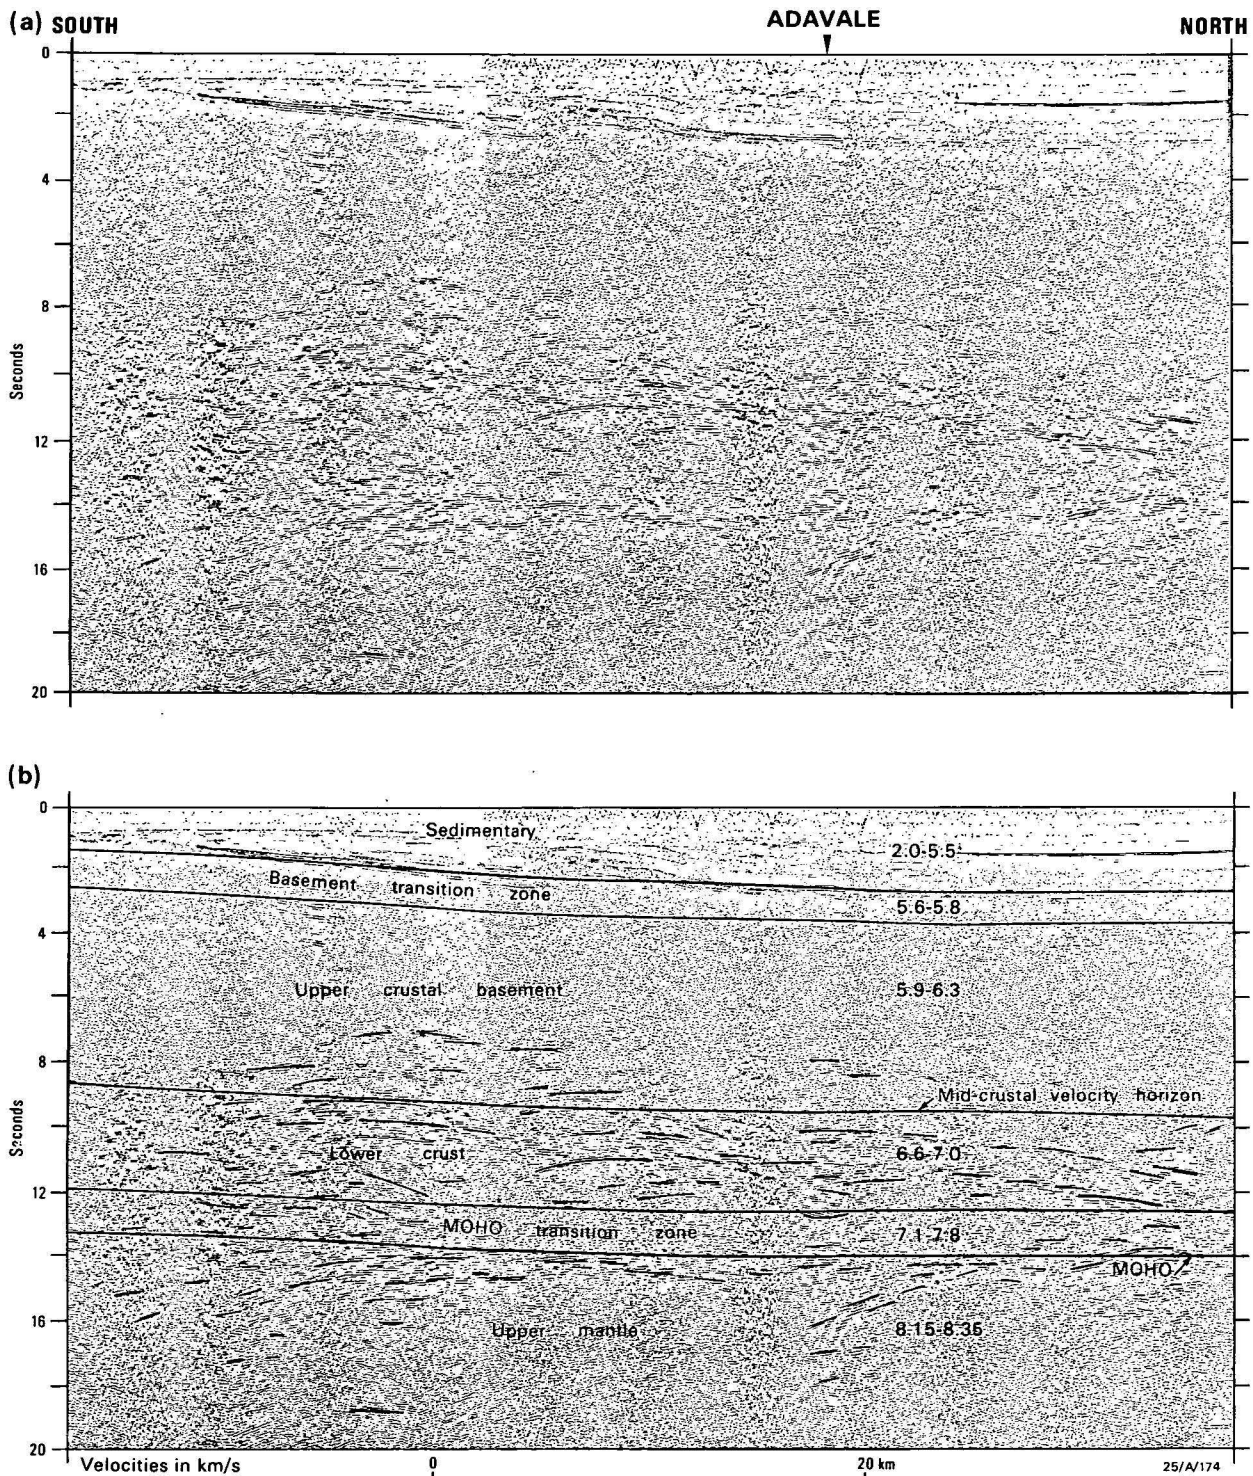 (a) SOUTH ADAVALE NORTH
0
4
8
12
16
20
Seconds
(b)
0
4
8
12
16
20
Seconds
Sedimentary
2.0-5.5
Basement transition zone
5.6-5.8
Upper crustal basement
5.9-6.3
Mid-crustal velocity horizon
Lower crust
6.6-7.0
MOHO transition zone
7.1-7.8
MOHO
Upper mantle
8.15-8.35
Velocities in km/s
0
20 km
25/A/174